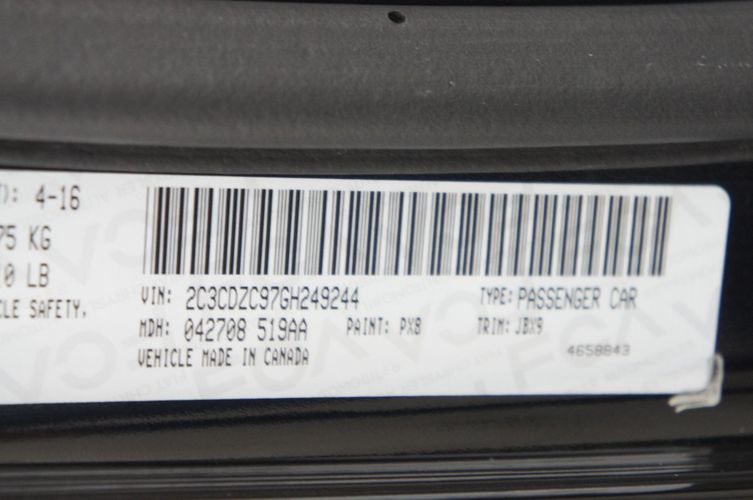 ): 4-16
75 KG
0 LB
CLE SAFETY,
VIN: 2C3CDZC97GH249244
TYPE: PASSENGER CAR
MDH: 042708 519AA
PAINT: PX8
TRIM: JBX9
VEHICLE MADE IN CANADA
4658843